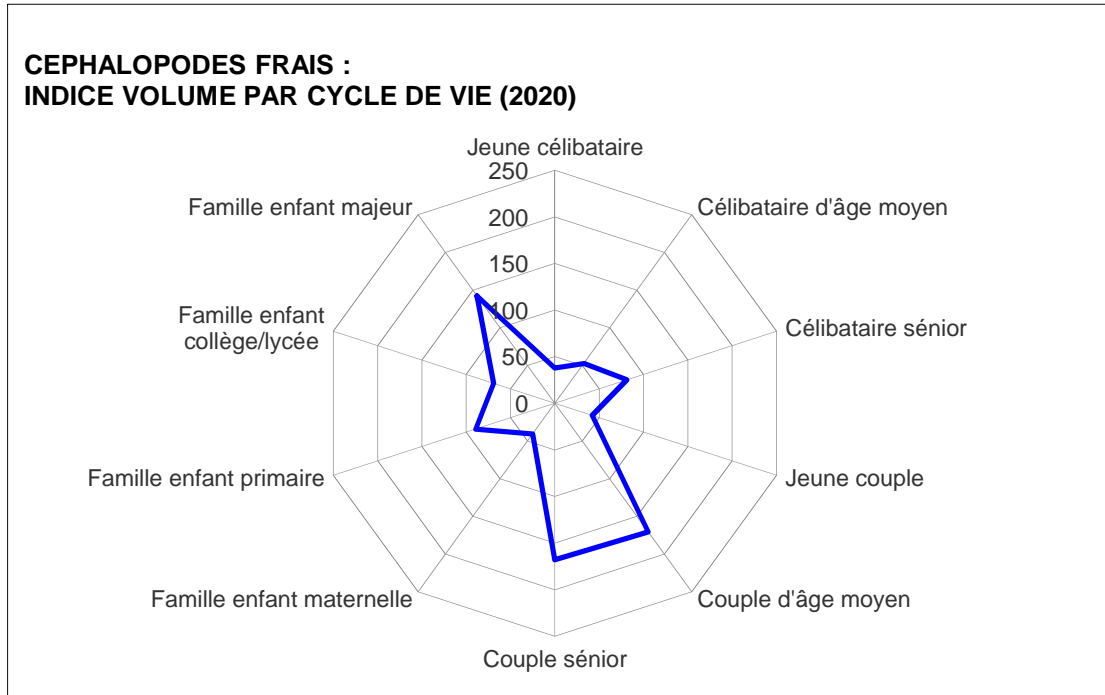 CEPHALOPODES FRAIS :
INDICE VOLUME PAR CYCLE DE VIE (2020)
Jeune célibataire
250
Famille enfant majeur
Célibataire d'âge moyen
200
150
100
Famille enfant
collège/lycée
Célibataire sénior
50
0
Famille enfant primaire
Jeune couple
Famille enfant maternelle
Couple d'âge moyen
Couple sénior